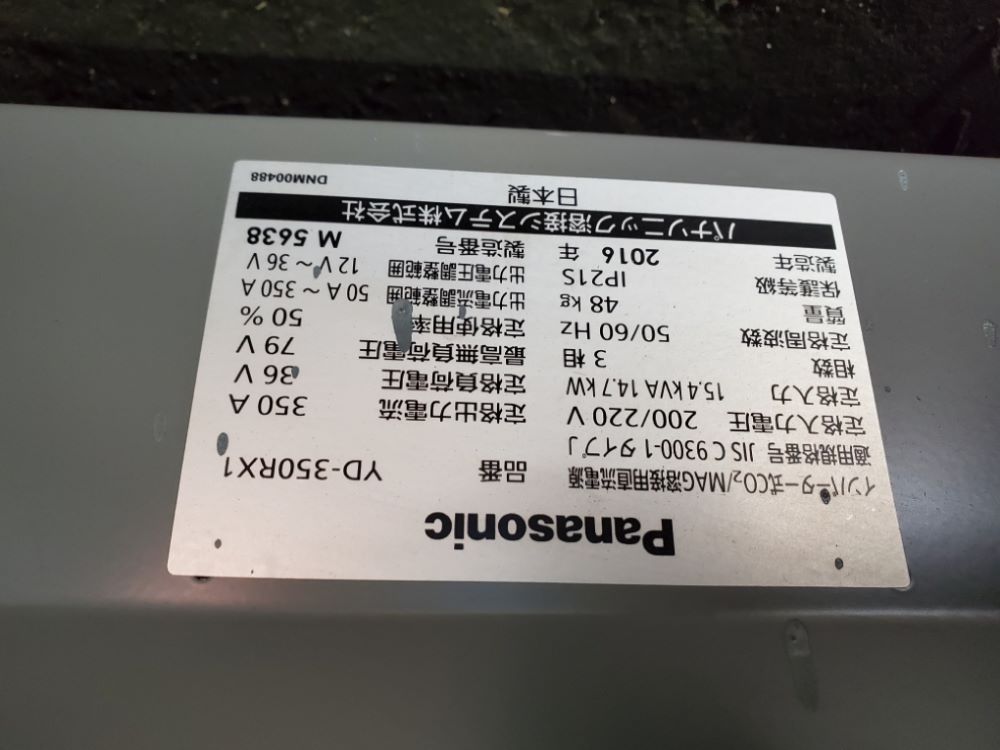 Panasonic
インバーター式CO₂/MAG溶接用直流電源 品番 YD-350RX1
適用規格番号 JIS C 9300-1 タイプJ
定格入力電圧 200/220 V 定格出力電流 350 A
定格入力 15.4 kVA 14.7 kW 定格負荷電圧 36 V
相数 3 相 最高無負荷電圧 79 V
定格周波数 50/60 Hz 定格使用率 50 %
質量 48 kg 出力電流調整範囲 50 A ～ 350 A
保護等級 IP21S 出力電圧調整範囲 12 V ～ 36 V
製造年 2016 年 製造番号 M 5638
パナソニック溶接システム株式会社
日本製
DNM00488